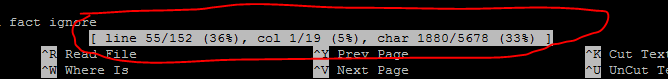 fact ignore
[ line 55/152 (36%), col 1/19 (5%), char 1880/5678 (33%) ]
^R Read File ^Y Prev Page ^K Cut Text
^W Where Is ^V Next Page ^U UnCut Te